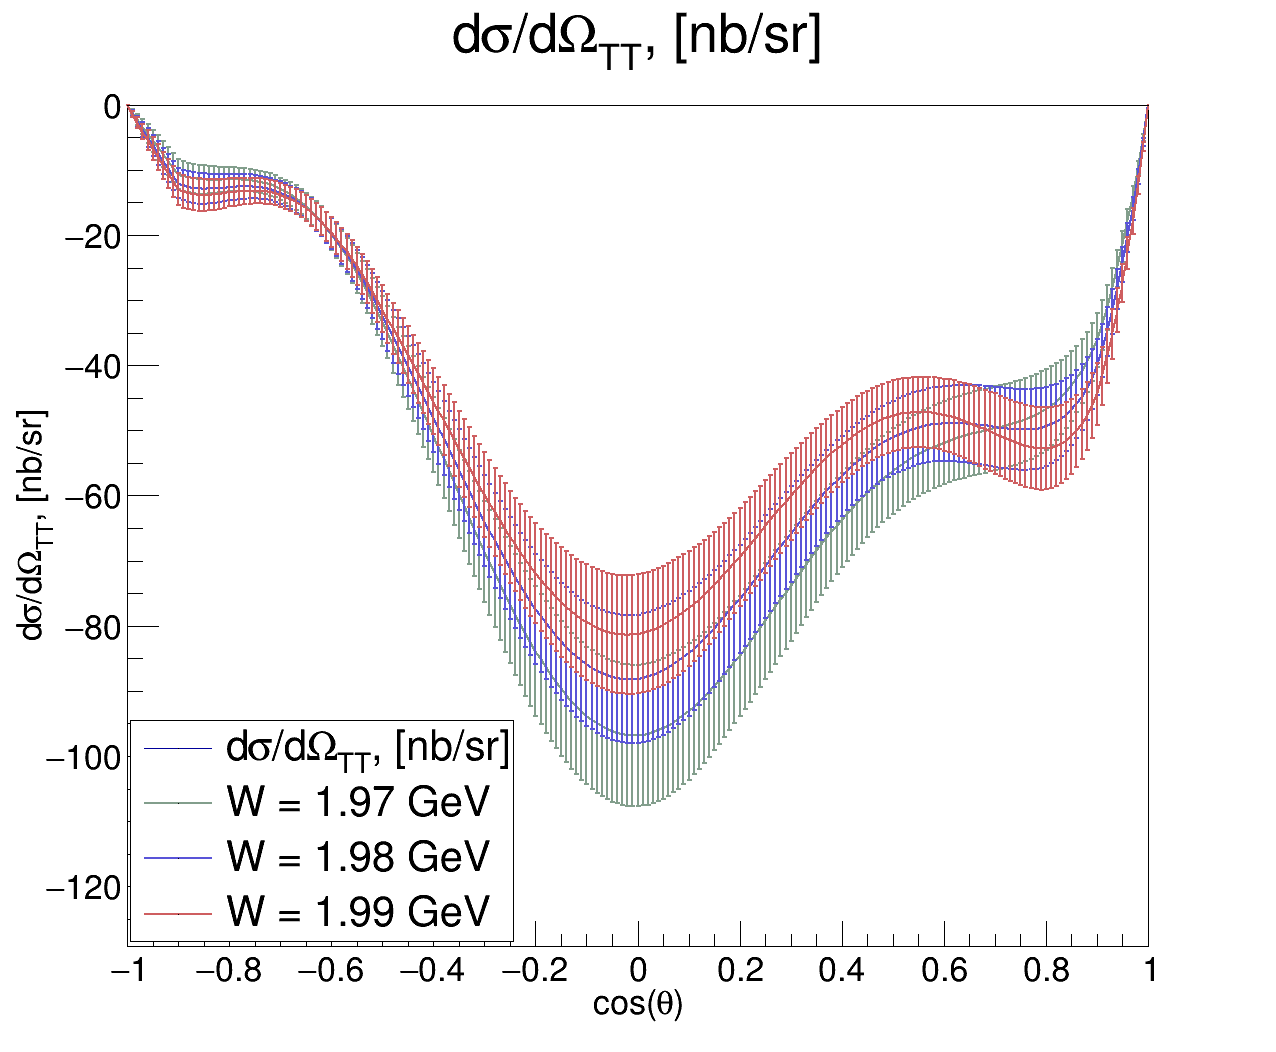 dσ/dΩTT, [nb/sr]
0
−20
−40
−60
−80
−100
−120
dσ/dΩTT, [nb/sr]
dσ/dΩTT, [nb/sr]
W = 1.97 GeV
W = 1.98 GeV
W = 1.99 GeV
−1 −0.8 −0.6 −0.4 −0.2 0 0.2 0.4 0.6 0.8 1
cos(θ)